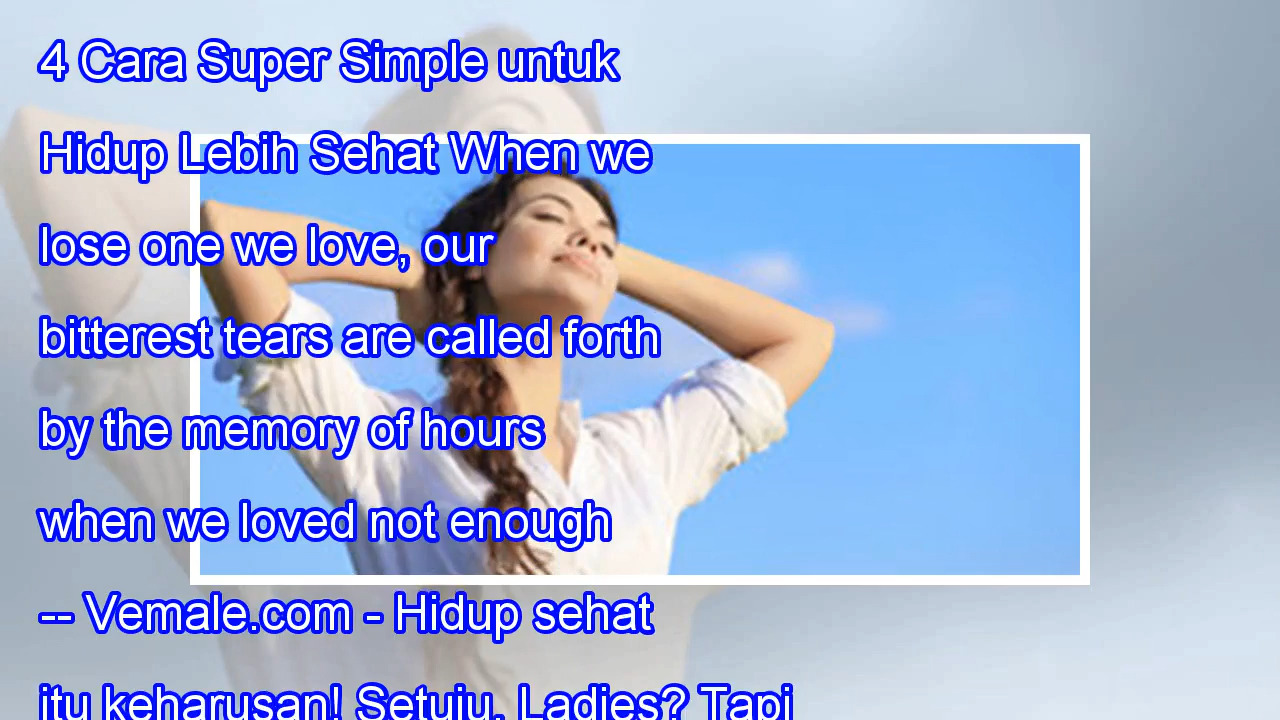 4 Cara Super Simple untuk
Hidup Lebih Sehat When we
lose one we love, our
bitterest tears are called forth
by the memory of hours
when we loved not enough
-- Vemale.com - Hidup sehat
itu keharusan! Setuju, Ladies? Tapi